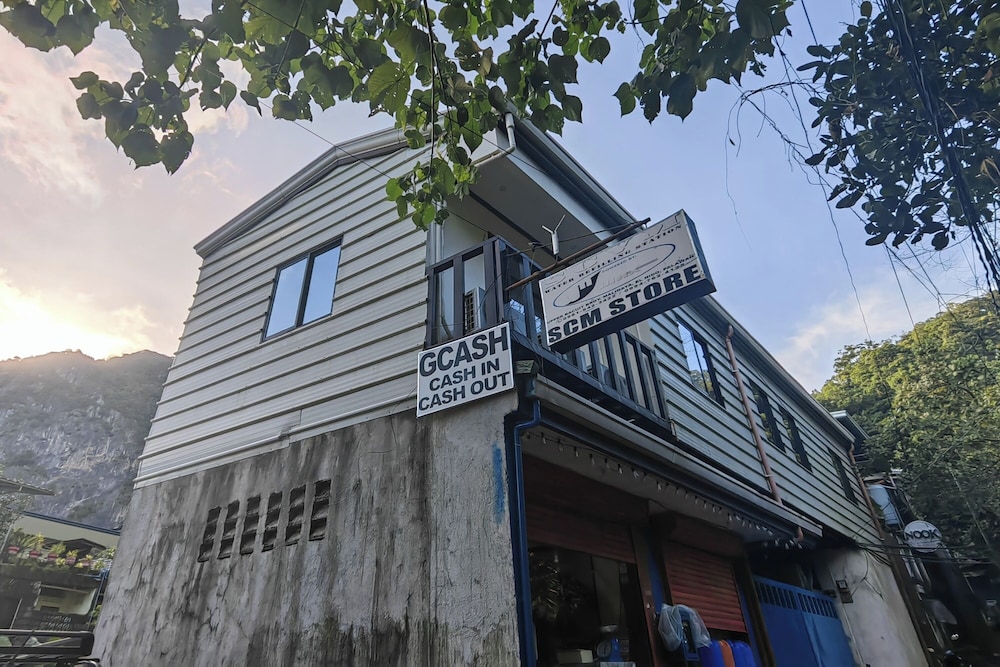 WATER REFILLING STATION
SCM STORE
GCASH
CASH IN
CASH OUT
NOOK